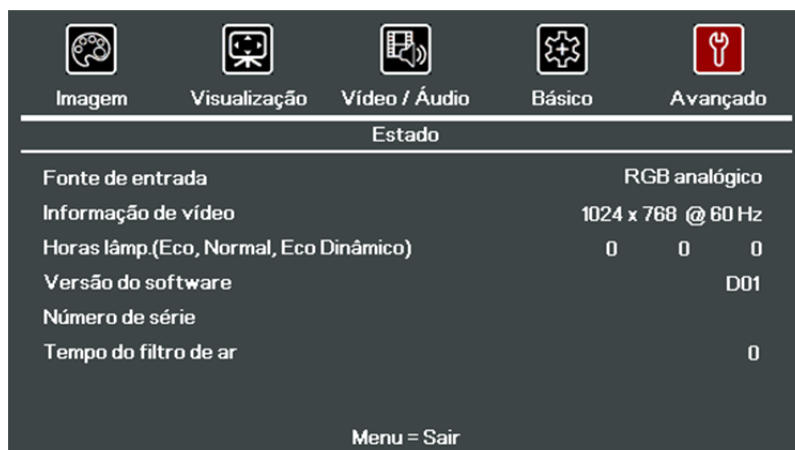 Imagem Visualização Vídeo / Áudio Básico Avançado
Estado
Fonte de entrada RGB analógico
Informação de vídeo 1024 x 768 @ 60 Hz
Horas lâmp.(Eco, Normal, Eco Dinâmico) 0 0 0
Versão do software D01
Número de série
Tempo do filtro de ar 0
Menu = Sair